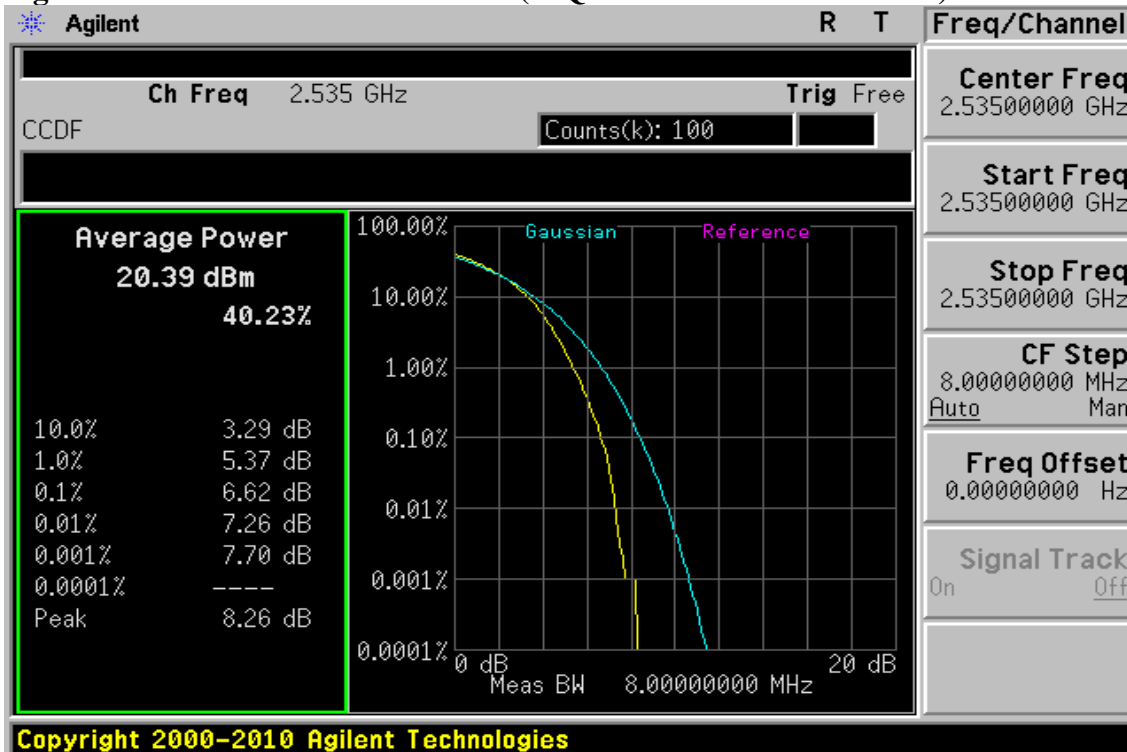 Agilent R T Freq/Channel
Ch Freq 2.535 GHz Trig Free
CCDF Counts(k): 100
Center Freq
2.53500000 GHz
Start Freq
2.53500000 GHz
Stop Freq
2.53500000 GHz
CF Step
8.00000000 MHz
Auto Man
Freq Offset
0.00000000 Hz
Signal Track
On Off
Average Power
20.39 dBm
40.23%
10.0% 3.29 dB
1.0% 5.37 dB
0.1% 6.62 dB
0.01% 7.26 dB
0.001% 7.70 dB
0.0001% ----
Peak 8.26 dB
Gaussian Reference
100.00%
10.00%
1.00%
0.10%
0.01%
0.001%
0.0001%
0 dB 20 dB
Meas BW 8.00000000 MHz
Copyright 2000-2010 Agilent Technologies